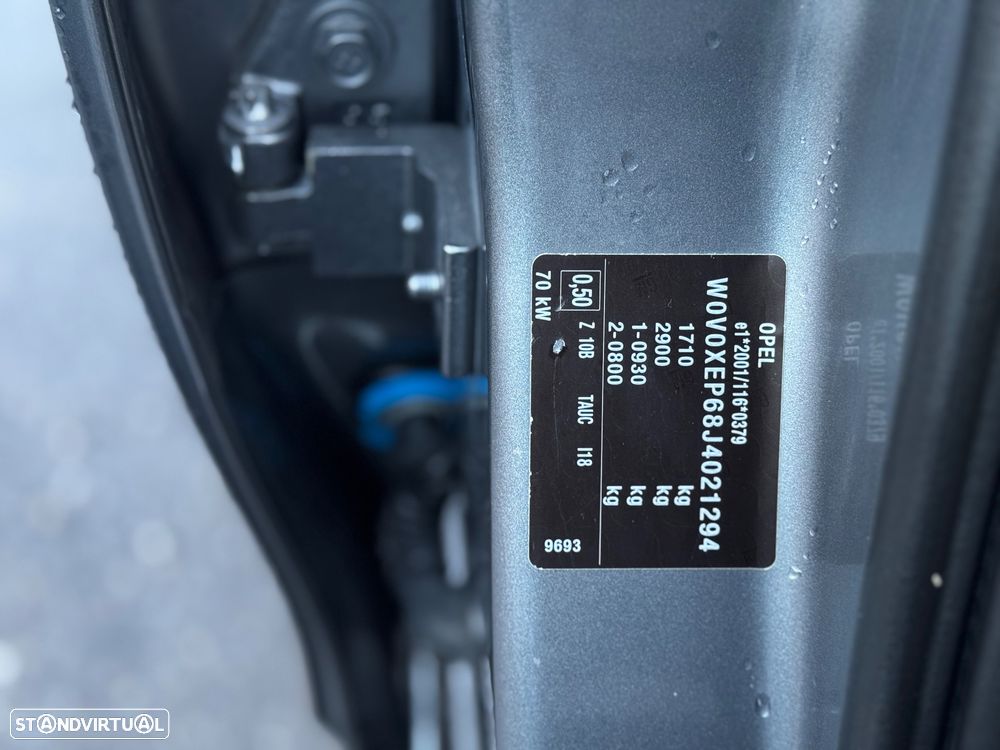 OPEL
e1*2001/116*0379
W0V0XEP68J4021294
1710 kg
2900 kg
1-0930 kg
2-0800 kg
0,50 Z 10B TAUC I18
70 kW 9693
STANDVIRTUAL